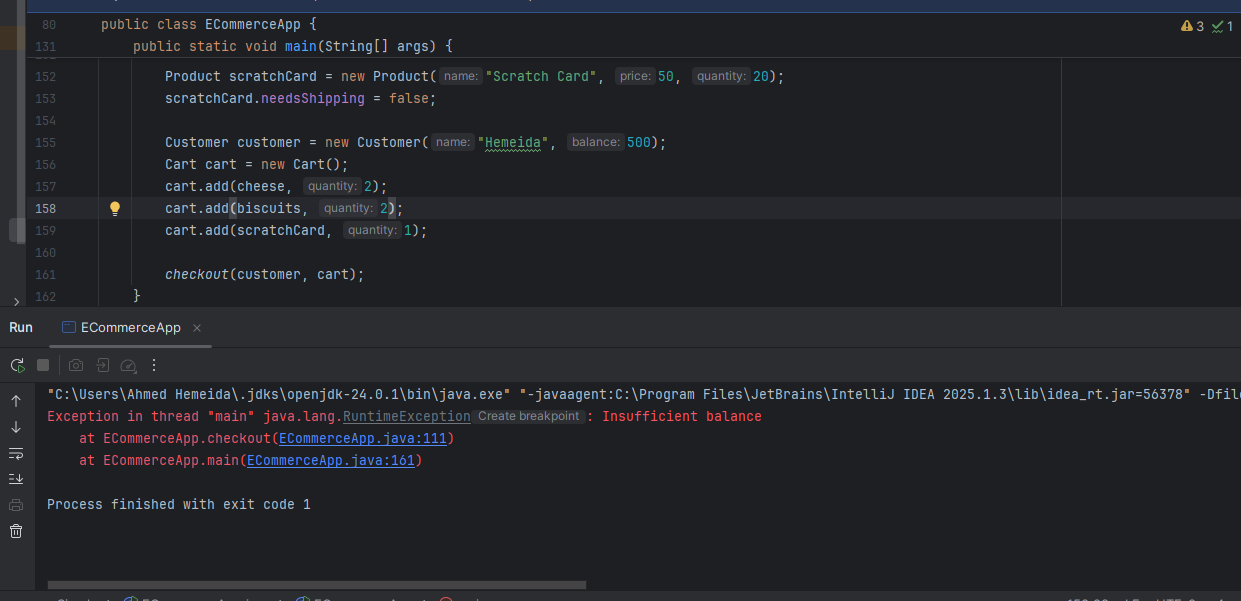 80 public class ECommerceApp { 3 1
131 public static void main(String[] args) {
152 Product scratchCard = new Product( name: "Scratch Card", price: 50, quantity: 20);
153 scratchCard.needsShipping = false;
154
155 Customer customer = new Customer( name: "Hemeida", balance: 500);
156 Cart cart = new Cart();
157 cart.add(cheese, quantity: 2);
158 cart.add(biscuits, quantity: 2);
159 cart.add(scratchCard, quantity: 1);
160
161 checkout(customer, cart);
162 }
Run ECommerceApp
"C:\Users\Ahmed Hemeida\.jdks\openjdk-24.0.1\bin\java.exe" "-javaagent:C:\Program Files\JetBrains\IntelliJ IDEA 2025.1.3\lib\idea_rt.jar=56378" -Dfile
Exception in thread "main" java.lang.RuntimeException Create breakpoint : Insufficient balance
at ECommerceApp.checkout(ECommerceApp.java:111)
at ECommerceApp.main(ECommerceApp.java:161)
Process finished with exit code 1